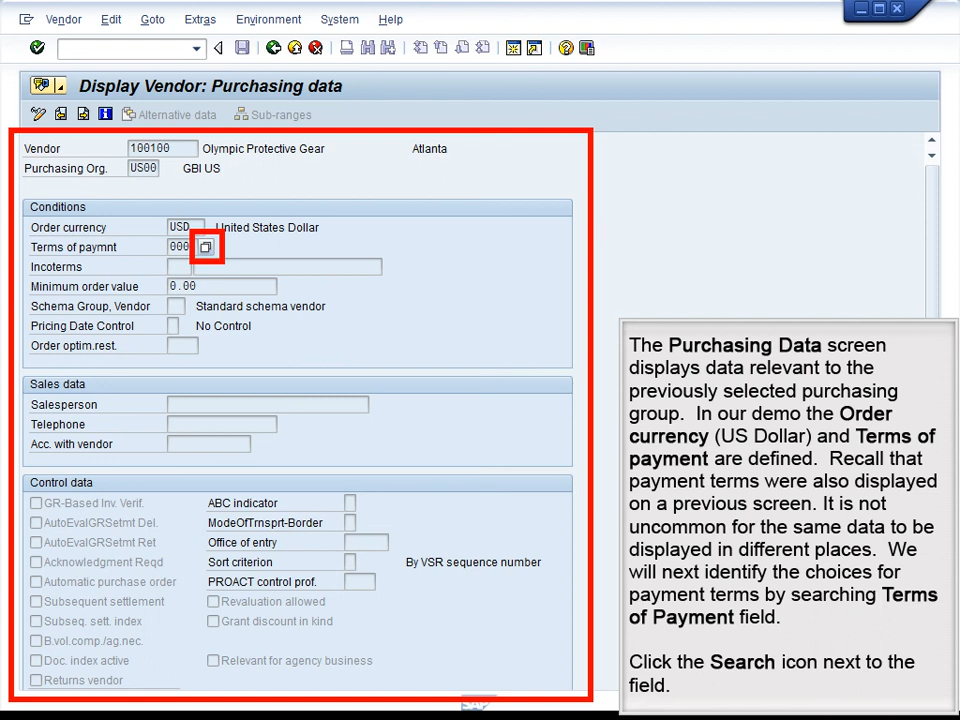 Vendor Edit Goto Extras Environment System Help
Display Vendor: Purchasing data
Alternative data Sub-ranges
Vendor 100100 Olympic Protective Gear Atlanta
Purchasing Org. US00 GBI US
Conditions
Order currency USD United States Dollar
Terms of paymnt 000
Incoterms
Minimum order value 0.00
Schema Group, Vendor Standard schema vendor
Pricing Date Control No Control
Order optim.rest.
Sales data
Salesperson
Telephone
Acc. with vendor
Control data
GR-Based Inv. Verif. ABC indicator
AutoEvalGRSetmt Del. ModeOfTrnsprt-Border
AutoEvalGRSetmt Ret Office of entry
Acknowledgment Reqd Sort criterion By VSR sequence number
Automatic purchase order PROACT control prof.
Subsequent settlement Revaluation allowed
Subseq. sett. index Grant discount in kind
B.vol.comp./ag.nec.
Doc. index active Relevant for agency business
Returns vendor
SAP
The Purchasing Data screen
displays data relevant to the
previously selected purchasing
group. In our demo the Order
currency (US Dollar) and Terms of
payment are defined. Recall that
payment terms were also displayed
on a previous screen. It is not
uncommon for the same data to be
displayed in different places. We
will next identify the choices for
payment terms by searching Terms
of Payment field.
Click the Search icon next to the
field.